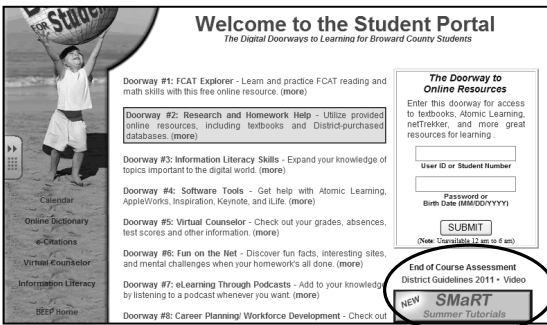 FOR Student
Welcome to the Student Portal
The Digital Doorways to Learning for Broward County Students
Doorway #1: FCAT Explorer - Learn and practice FCAT reading and
math skills with this free online resource. (more)
Doorway #2: Research and Homework Help - Utilize provided
online resources, including textbooks and District-purchased
databases. (more)
Doorway #3: Information Literacy Skills - Expand your knowledge of
topics important to the digital world. (more)
Doorway #4: Software Tools - Get help with Atomic Learning,
AppleWorks, Inspiration, Keynote, and iLife. (more)
Doorway #5: Virtual Counselor - Check out your grades, absences,
test scores and other information. (more)
Doorway #6: Fun on the Net - Discover fun facts, interesting sites,
and mental challenges when your homework's all done. (more)
Doorway #7: eLearning Through Podcasts - Add to your knowledge
by listening to a podcast whenever you want. (more)
Doorway #8: Career Planning/ Workforce Development - Check out
Calendar
Online Dictionary
e-Citations
Virtual Counselor
Information Literacy
BEEP Home
The Doorway to
Online Resources
Enter this doorway for access
to textbooks, Atomic Learning,
netTrekker, and more great
resources for learning .
User ID or Student Number
Password or
Birth Date (MM/DD/YYYY)
SUBMIT
(Note: Unavailable 12 am to 6 am)
End of Course Assessment
District Guidelines 2011 • Video
NEW SMaRT
Summer Tutorials